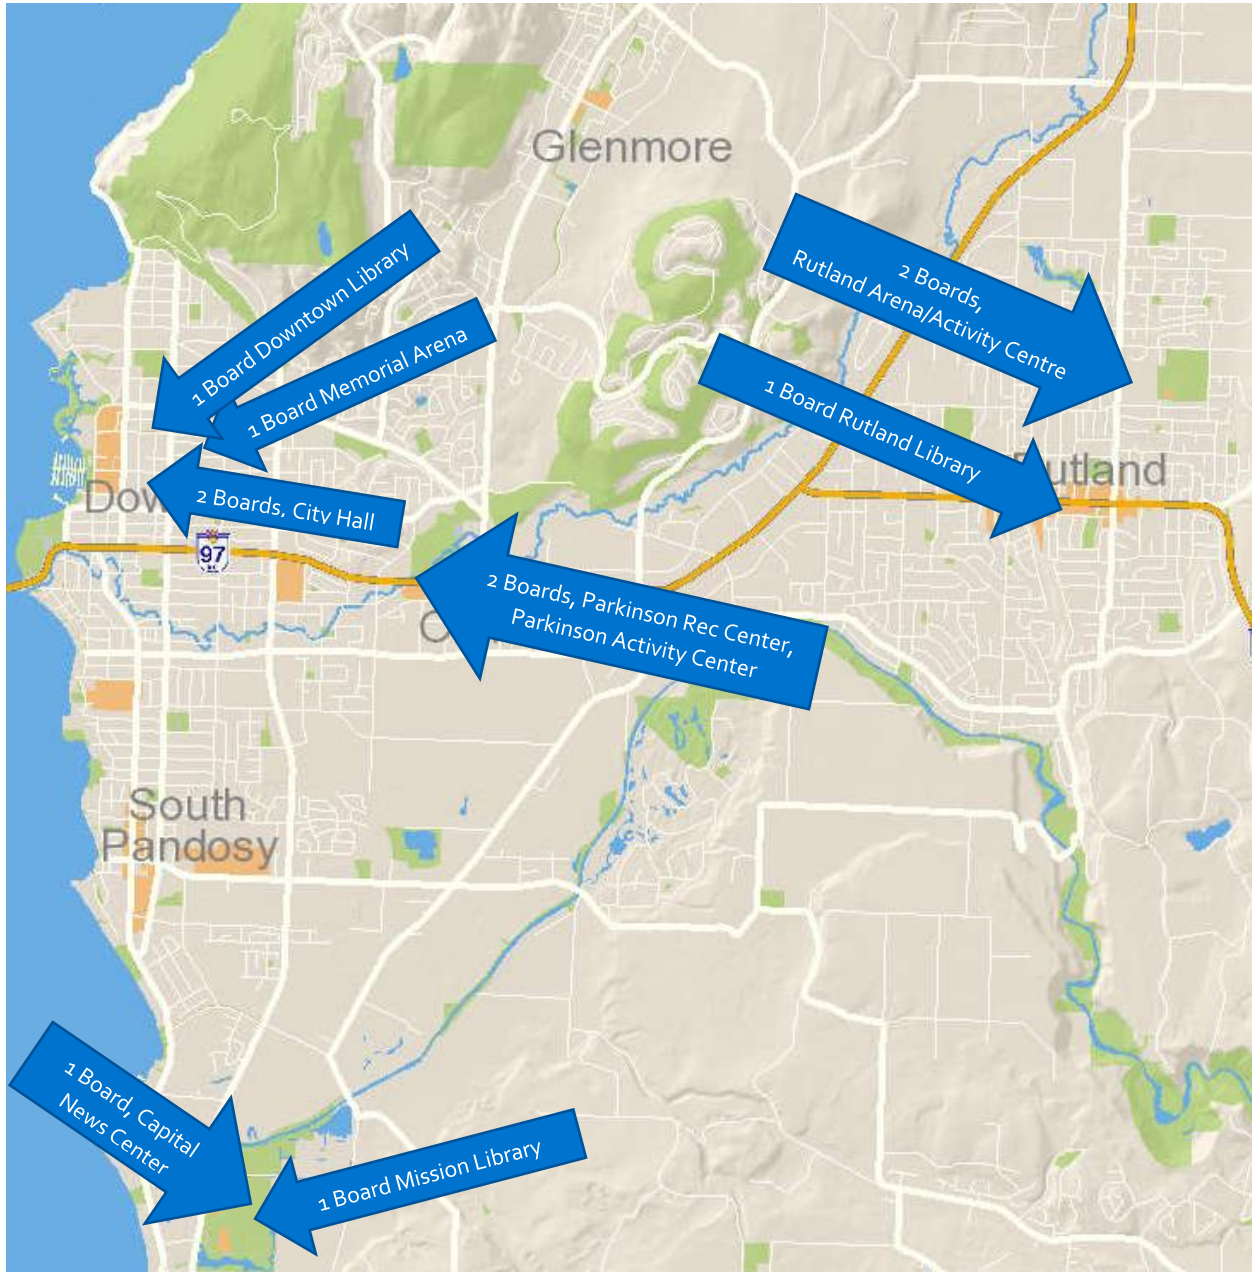 Glenmore
1 Board Downtown Library
1 Board Memorial Arena
2 Boards,
Rutland Arena/Activity Centre
1 Board Rutland Library
utland
Dow
2 Boards, City Hall
97
2 Boards, Parkinson Rec Center,
Parkinson Activity Center
C
South
Pandosy
1 Board, Capital
News Center
1 Board Mission Library